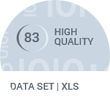 83
HIGH
QUALITY
DATA SET | XLS